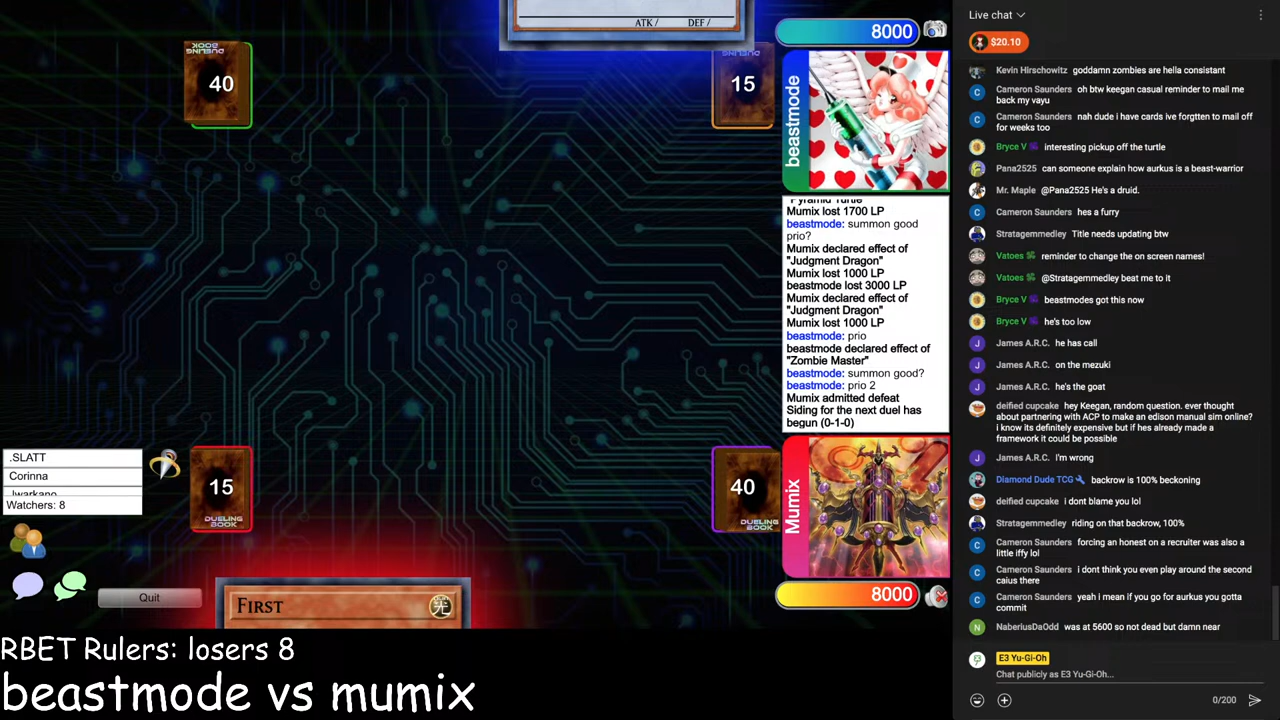 ATK / DEF /
8000
40
15
beastmode
"Pyramid Turtle"
Mumix lost 1700 LP
beastmode: summon good
prio?
Mumix declared effect of
"Judgment Dragon"
Mumix lost 1000 LP
beastmode lost 3000 LP
Mumix declared effect of
"Judgment Dragon"
Mumix lost 1000 LP
beastmode: prio
beastmode declared effect of
"Zombie Master"
beastmode: summon good?
beastmode: prio 2
Mumix admitted defeat
Siding for the next duel has
begun (0-1-0)
.SLATT
Corinna
Watchers: 8
15
DUELING
BOOK
40
DUELING
BOOK
Mumix
Quit
8000
FIRST
光
RBET Rulers: losers 8
beastmode vs mumix
Live chat
$20.10
Kevin Hirschowitz goddamn zombies are hella consistant
C Cameron Saunders oh btw keegan casual reminder to mail me
back my vayu
C Cameron Saunders nah dude i have cards ive forgtten to mail off
for weeks too
Bryce V interesting pickup off the turtle
Pana2525 can someone explain how aurkus is a beast-warrior
Mr. Maple @Pana2525 He's a druid.
C Cameron Saunders hes a furry
Stratagemmedley Title needs updating btw
Vatoes reminder to change the on screen names!
Vatoes @Stratagemmedley beat me to it
Bryce V beastmodes got this now
Bryce V he's too low
J James A.R.C. he has call
J James A.R.C. on the mezuki
J James A.R.C. he's the goat
deified cupcake hey Keegan, random question. ever thought
about partnering with ACP to make an edison manual sim online?
i know its definitely expensive but if hes already made a
framework it could be possible
J James A.R.C. I'm wrong
Diamond Dude TCG backrow is 100% beckoning
deified cupcake i dont blame you lol
Stratagemmedley riding on that backrow, 100%
C Cameron Saunders forcing an honest on a recruiter was also a
little iffy lol
C Cameron Saunders i dont think you even play around the second
caius there
C Cameron Saunders yeah i mean if you go for aurkus you gotta
commit
N NaberiusDaOdd was at 5600 so not dead but damn near
E3 Yu-Gi-Oh
Chat publicly as E3 Yu-Gi-Oh...
0/200